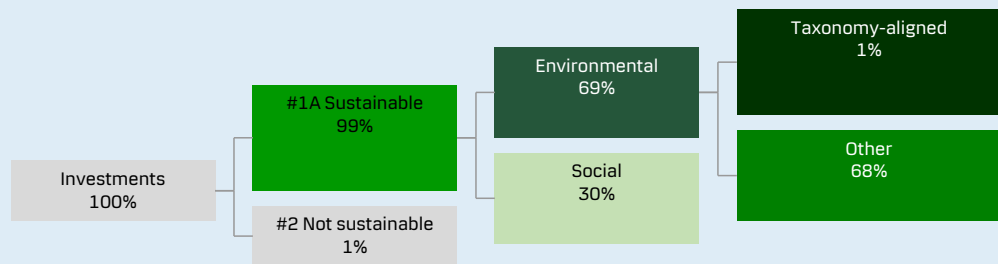 Investments
100%
#1A Sustainable
99%
#2 Not sustainable
1%
Environmental
69%
Social
30%
Taxonomy-aligned
1%
Other
68%